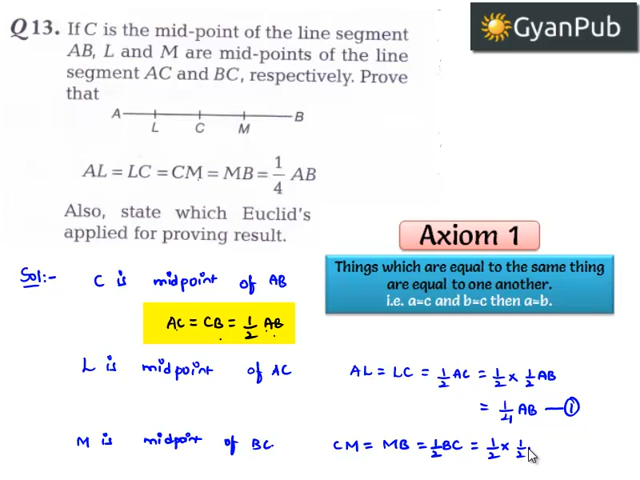 Q13. If C is the mid-point of the line segment
AB, L and M are mid-points of the line
segment AC and BC, respectively. Prove
that
A B
L C M
AL = LC = CM = MB = 1/4 AB
Also, state which Euclid's
applied for proving result.
GyanPub
Axiom 1
Things which are equal to the same thing
are equal to one another.
i.e. a=c and b=c then a=b.
Sol:- C is midpoint of AB
AC = CB = 1/2 AB
L is midpoint of AC AL = LC = 1/2 AC = 1/2 × 1/2 AB
= 1/4 AB —①
M is midpoint of BC CM = MB = 1/2 BC = 1/2 × 1/2